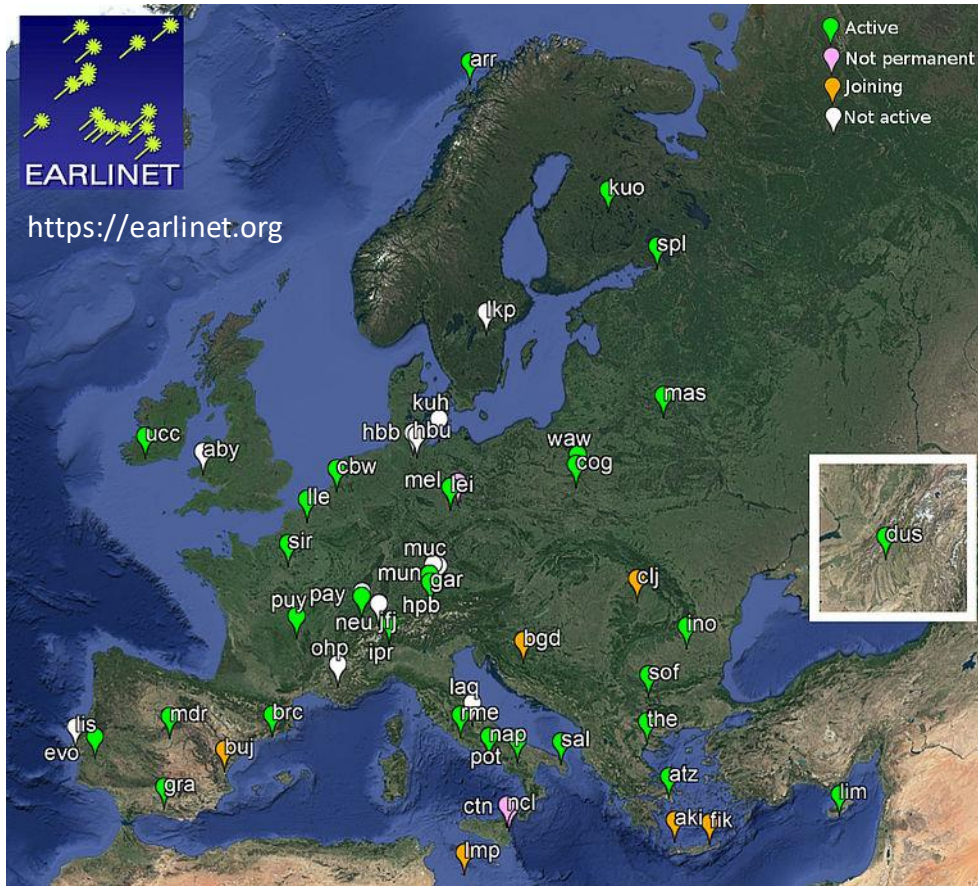 Active
Not permanent
Joining
Not active
EARLINET
https://earlinet.org
arr
kuo
spl
lkp
mas
kuh
hbb hbu
ucc
aby
waw
cog
cbw
mel lei
lle
dus
sir
muc
mun
gar
clj
puy pay
hpb
neu jfj
ino
ohp
ipr
bgd
sof
laq
lis
mdr
brc
rme
the
evo
buj
nap
pot
sal
gra
atz
lim
ctn ncl
aki fik
lmp